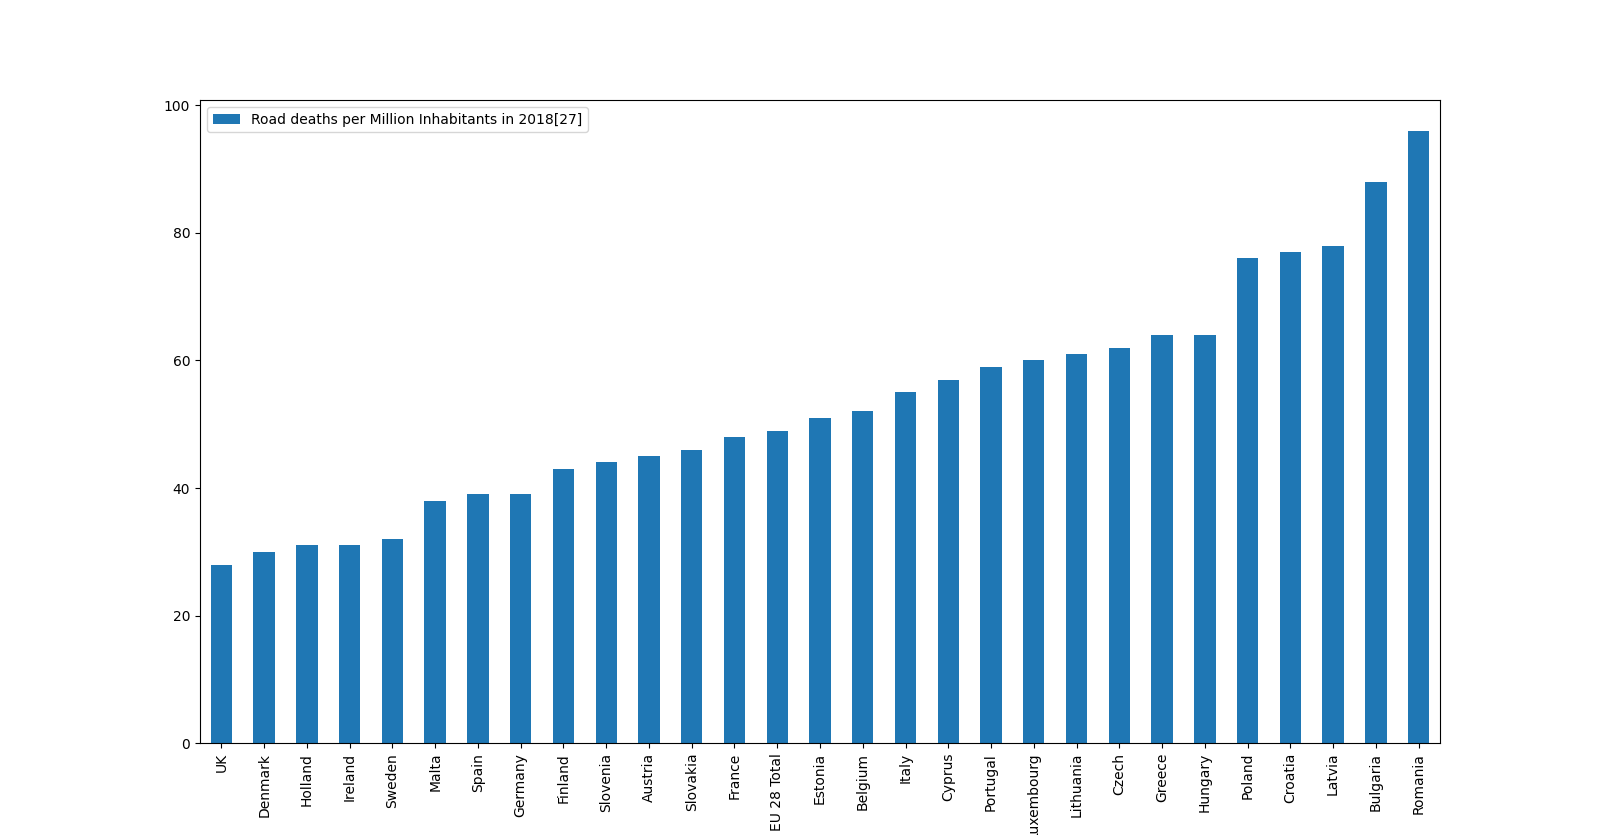 Road deaths per Million Inhabitants in 2018[27]
100
80
60
40
20
0
UK
Denmark
Holland
Ireland
Sweden
Malta
Spain
Germany
Finland
Slovenia
Austria
Slovakia
France
EU 28 Total
Estonia
Belgium
Italy
Cyprus
Portugal
uxembourg
Lithuania
Czech
Greece
Hungary
Poland
Croatia
Latvia
Bulgaria
Romania